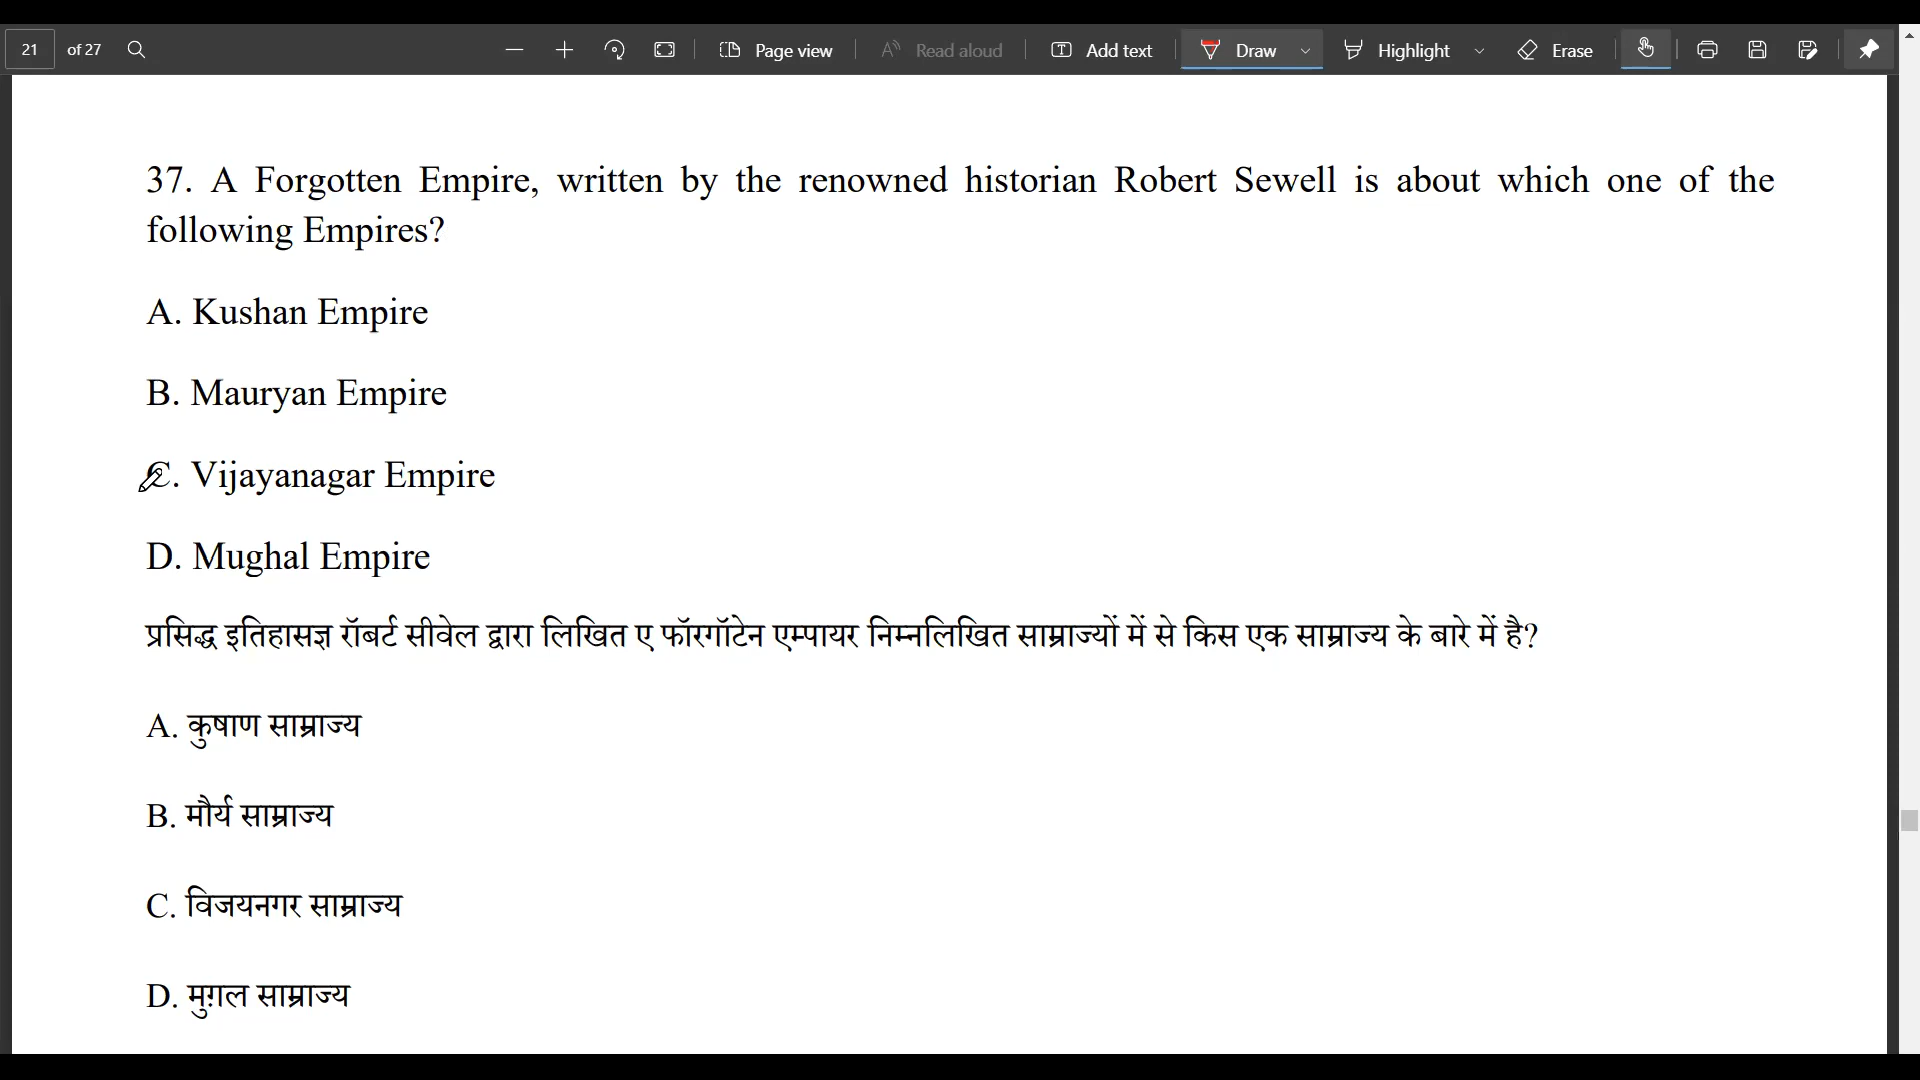 21 of 27 Page view Read aloud Add text Draw Highlight Erase
37. A Forgotten Empire, written by the renowned historian Robert Sewell is about which one of the
following Empires?
A. Kushan Empire
B. Mauryan Empire
C. Vijayanagar Empire
D. Mughal Empire
प्रसिद्ध इतिहासज्ञ रॉबर्ट सीवेल द्वारा लिखित ए फॉरगॉटेन एम्पायर निम्नलिखित साम्राज्यों में से किस एक साम्राज्य के बारे में है?
A. कुषाण साम्राज्य
B. मौर्य साम्राज्य
C. विजयनगर साम्राज्य
D. मुग़ल साम्राज्य